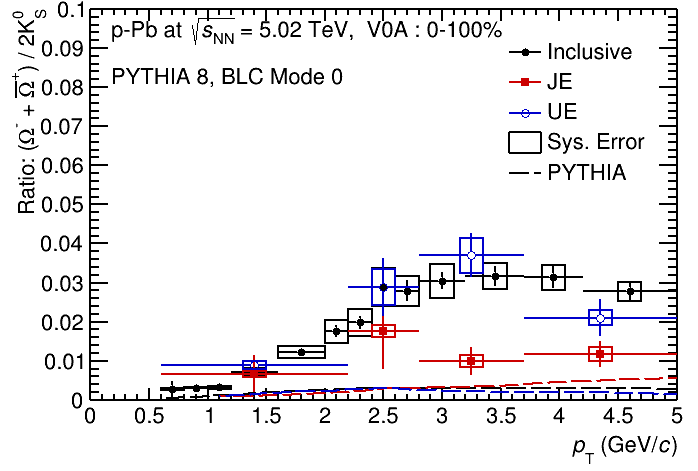 p-Pb at √s_NN = 5.02 TeV, V0A : 0-100%
PYTHIA 8, BLC Mode 0
Inclusive
JE
UE
Sys. Error
PYTHIA
Ratio: (Ω⁻ + Ω̅⁺) / 2K⁰_S
0.1
0.09
0.08
0.07
0.06
0.05
0.04
0.03
0.02
0.01
0
0 0.5 1 1.5 2 2.5 3 3.5 4 4.5 5
p_T (GeV/c)